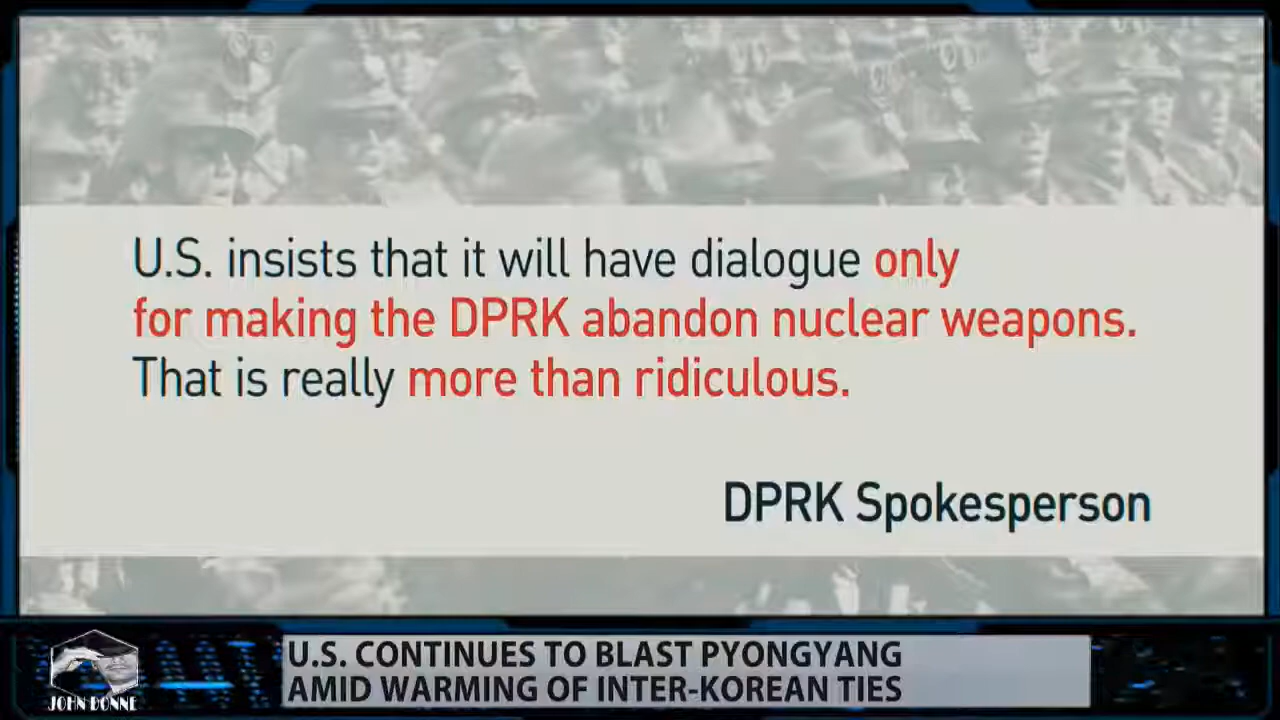 U.S. insists that it will have dialogue only
for making the DPRK abandon nuclear weapons.
That is really more than ridiculous.
DPRK Spokesperson
U.S. CONTINUES TO BLAST PYONGYANG
AMID WARMING OF INTER-KOREAN TIES
JOHN DONNE